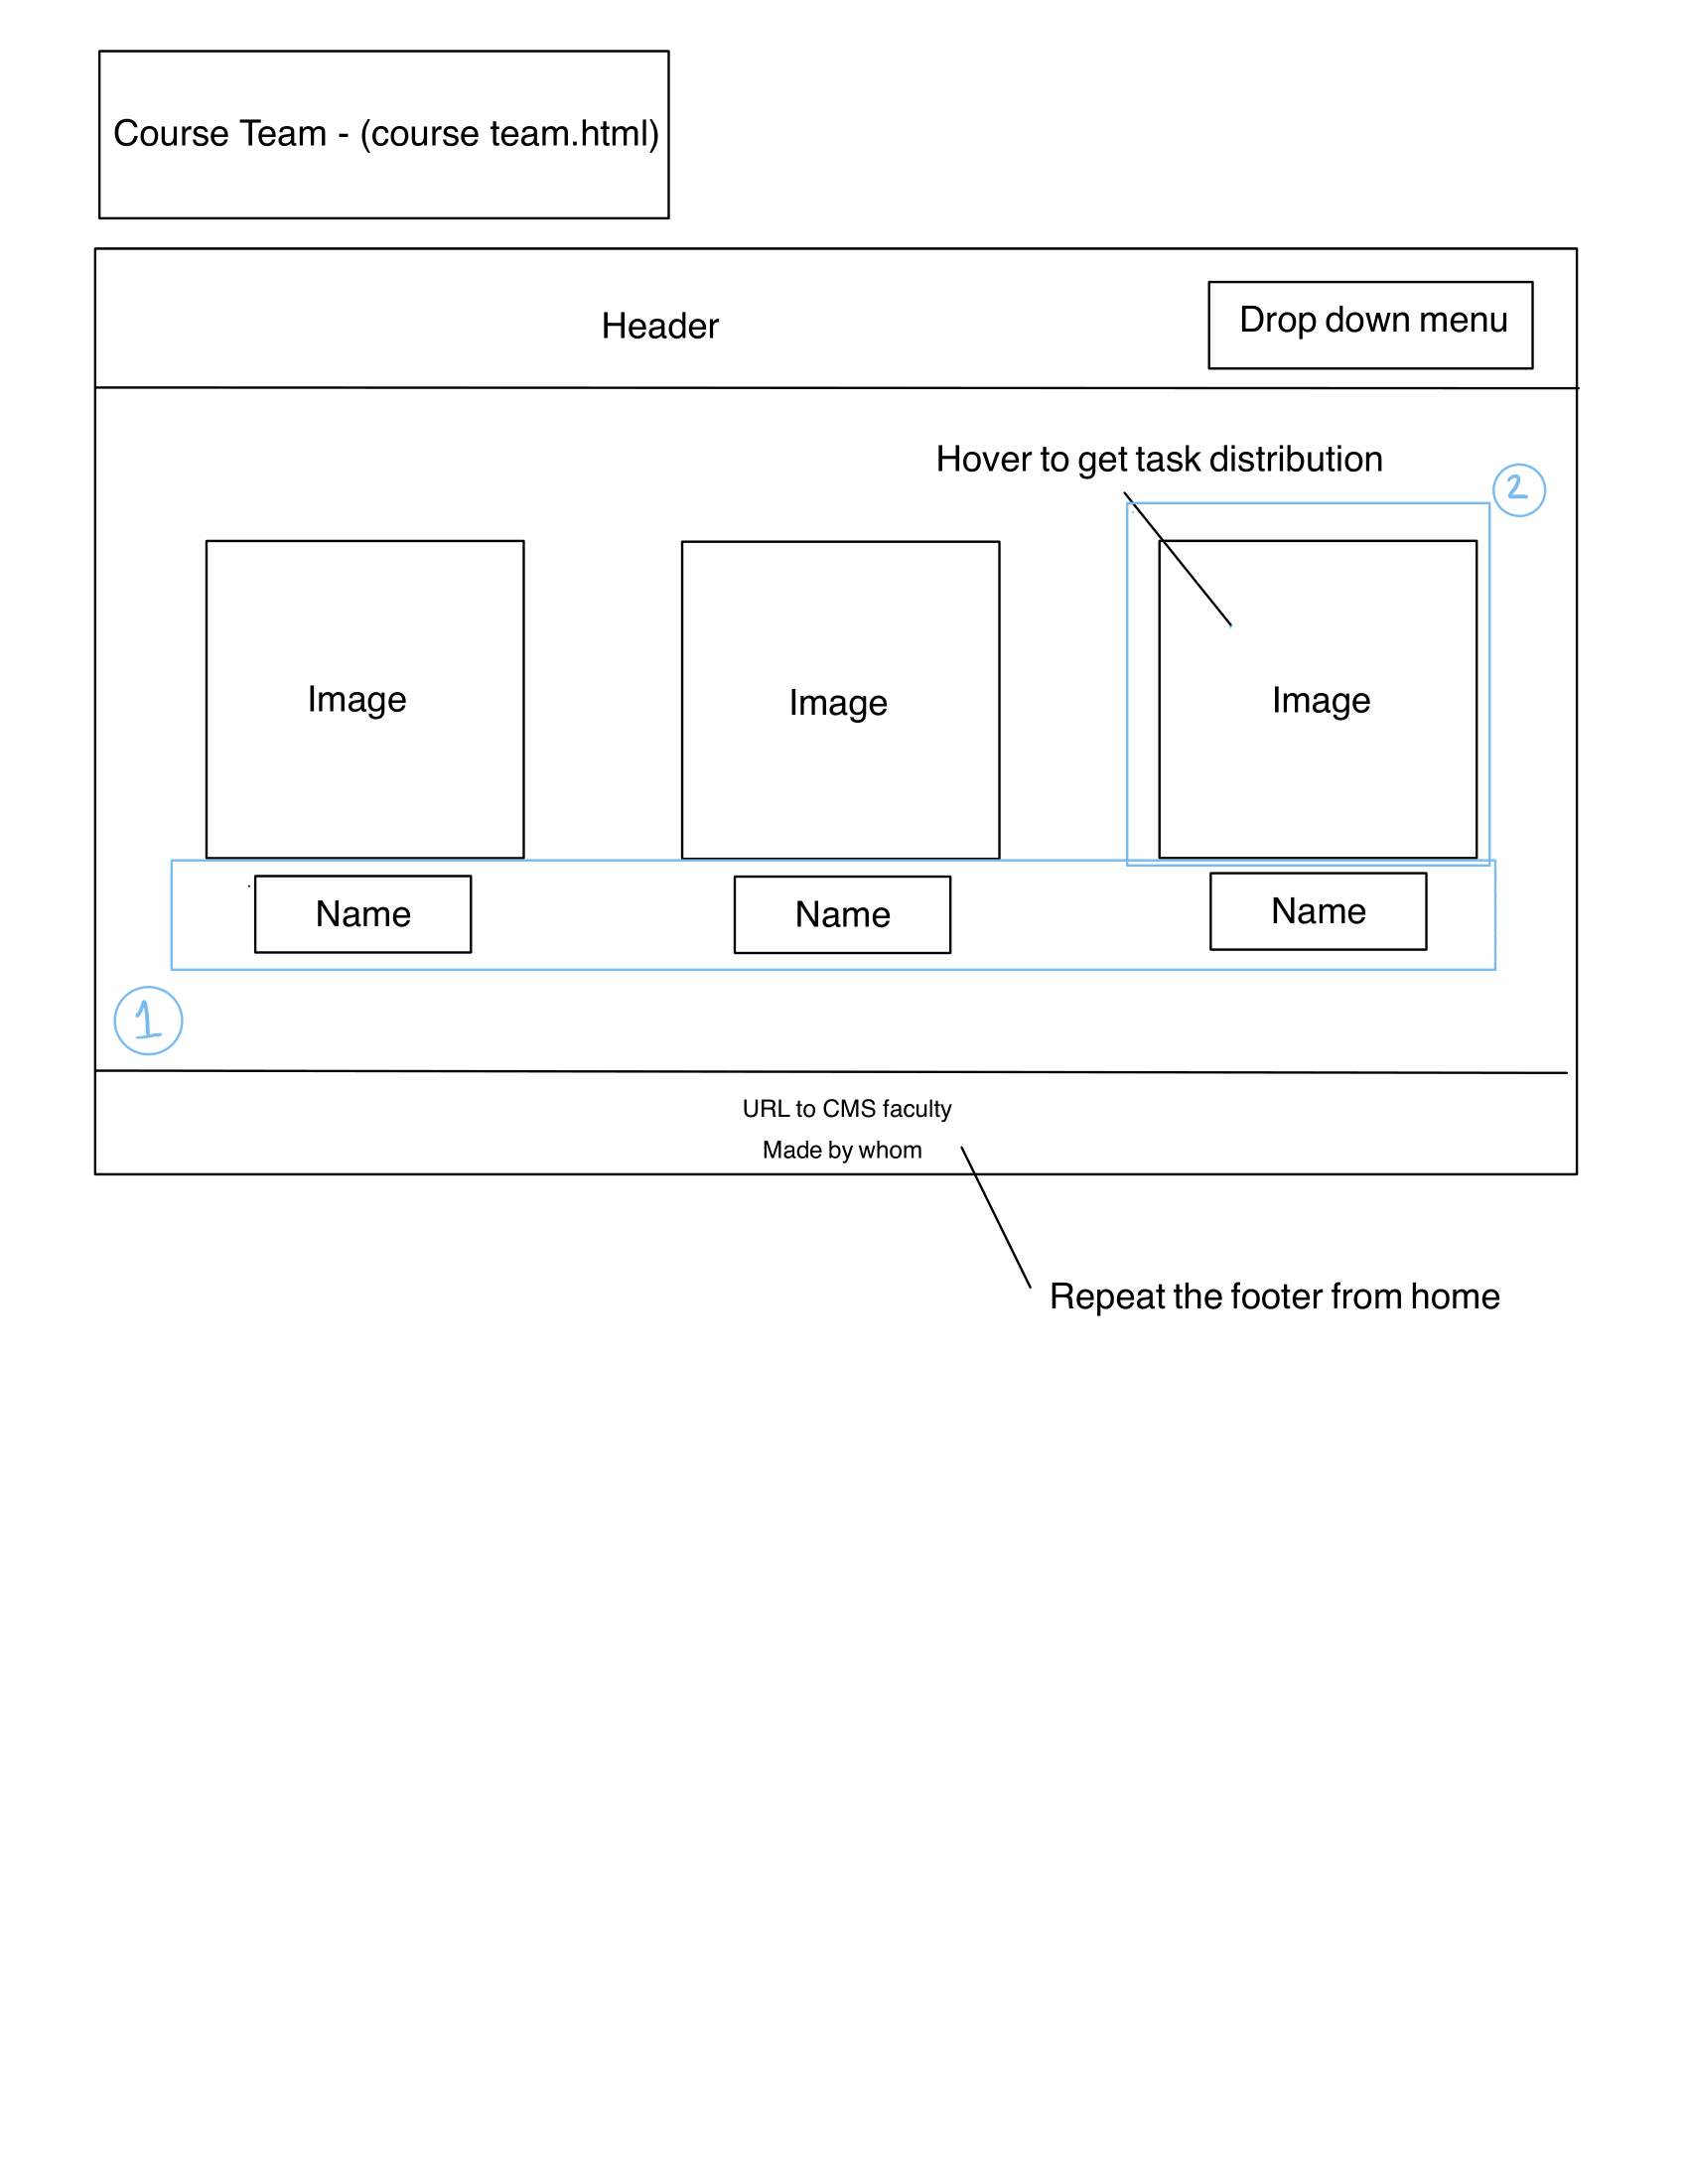 Course Team - (course team.html)
Header
Drop down menu
Hover to get task distribution
2
Image
Image
Image
Name
Name
Name
1
URL to CMS faculty
Made by whom
Repeat the footer from home